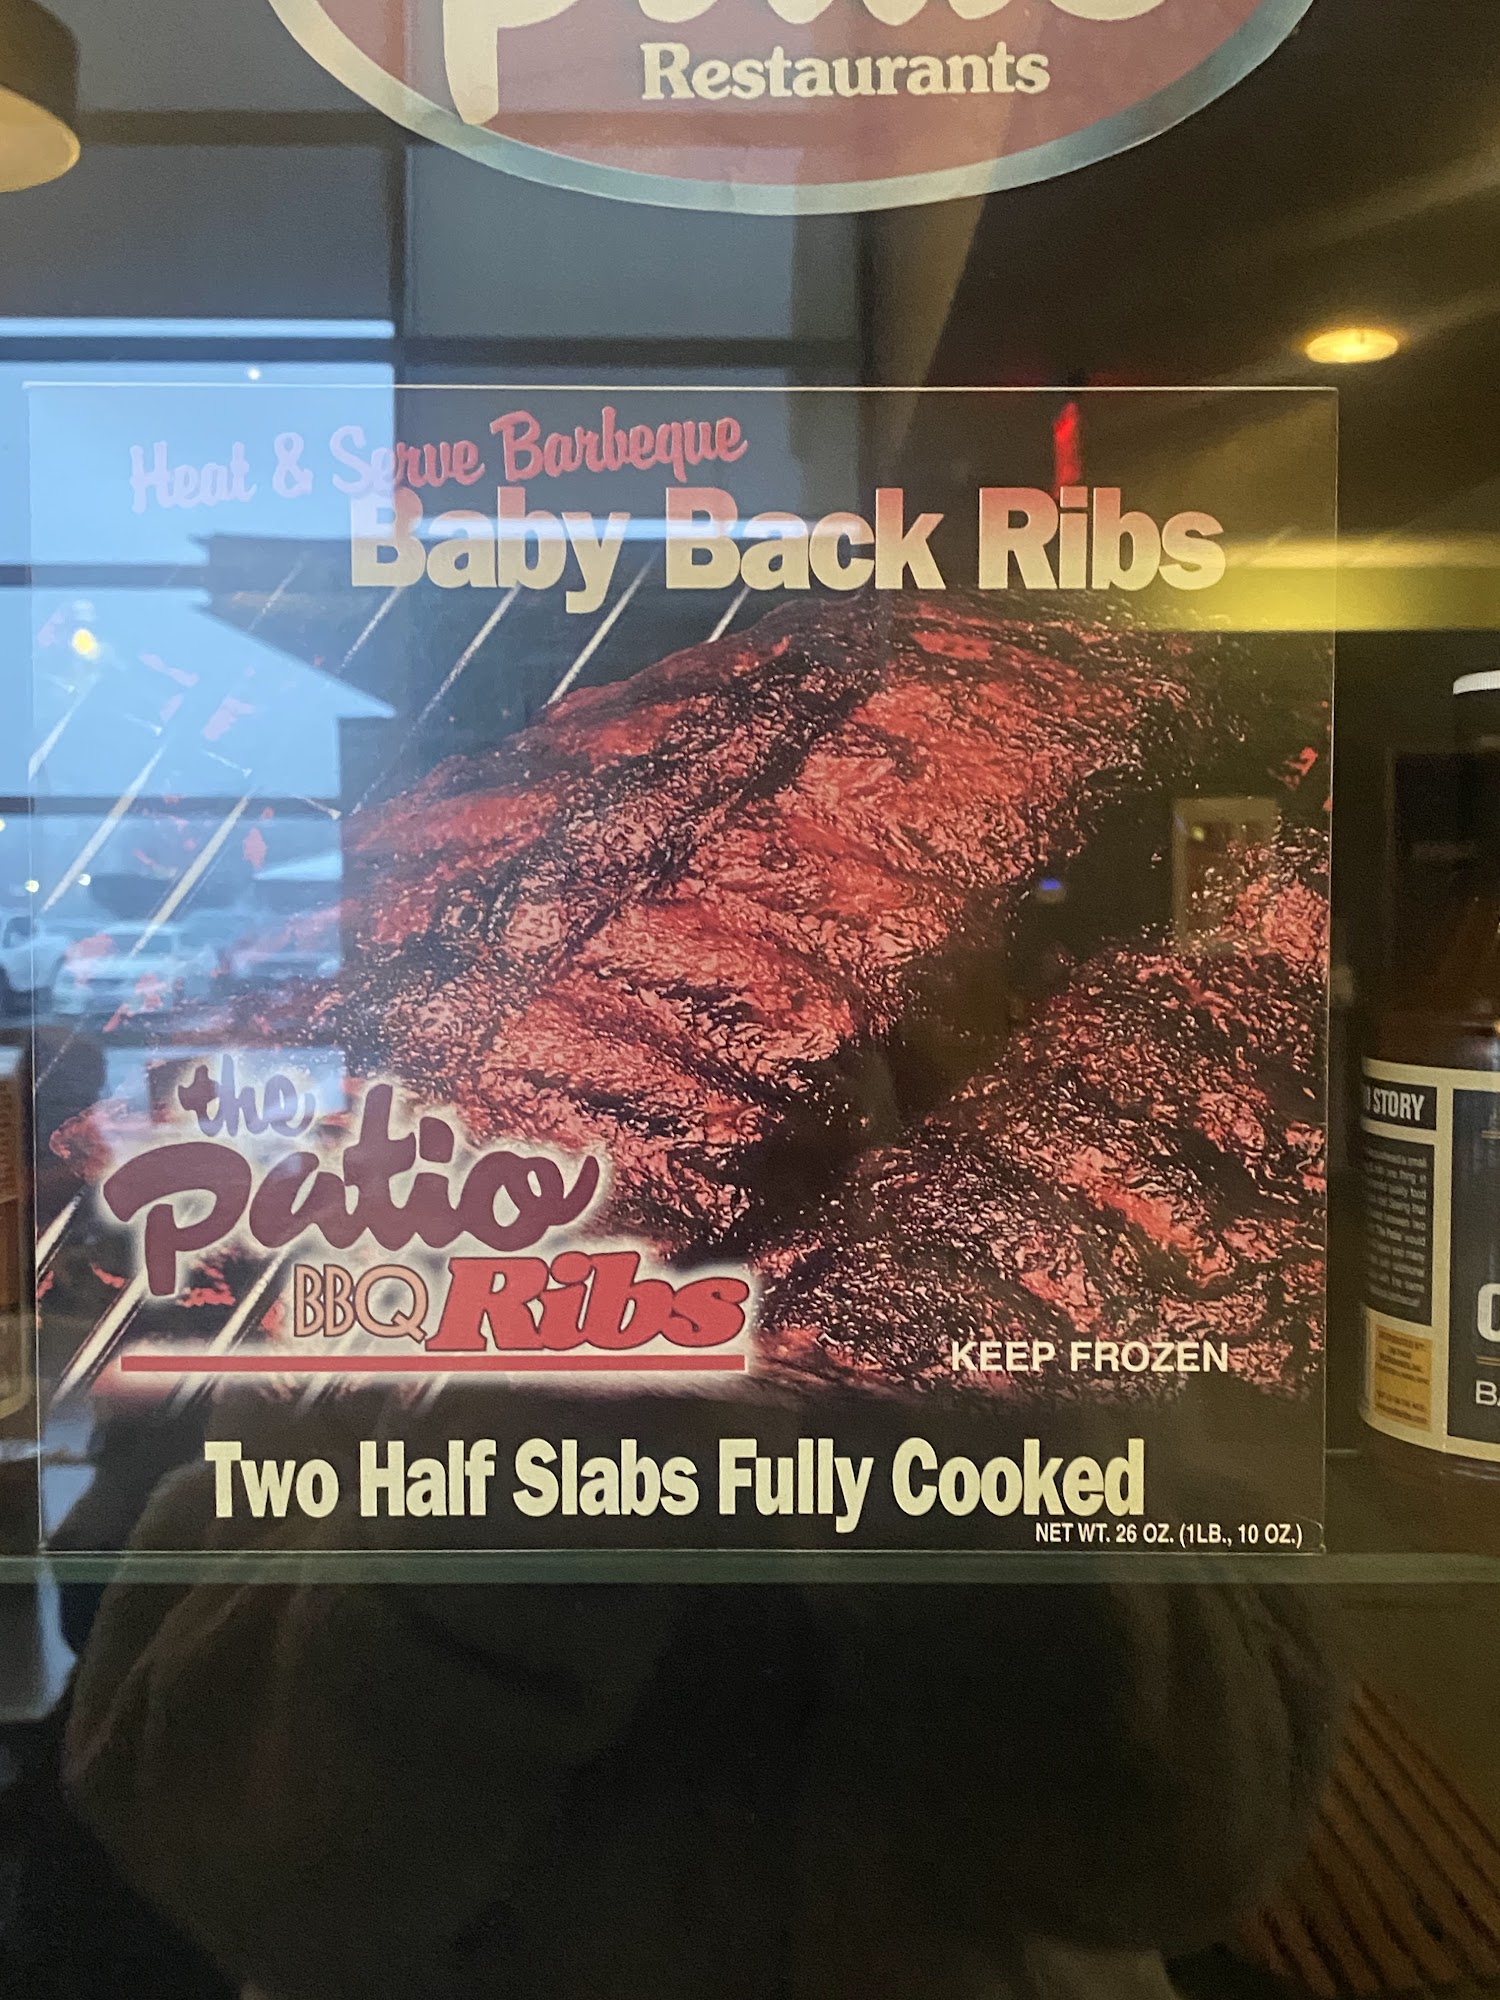 Restaurants
Heat & Serve Barbeque
Baby Back Ribs
the
patio
BBQ Ribs
KEEP FROZEN
Two Half Slabs Fully Cooked
NET WT. 26 OZ. (1LB., 10 OZ.)
STORY